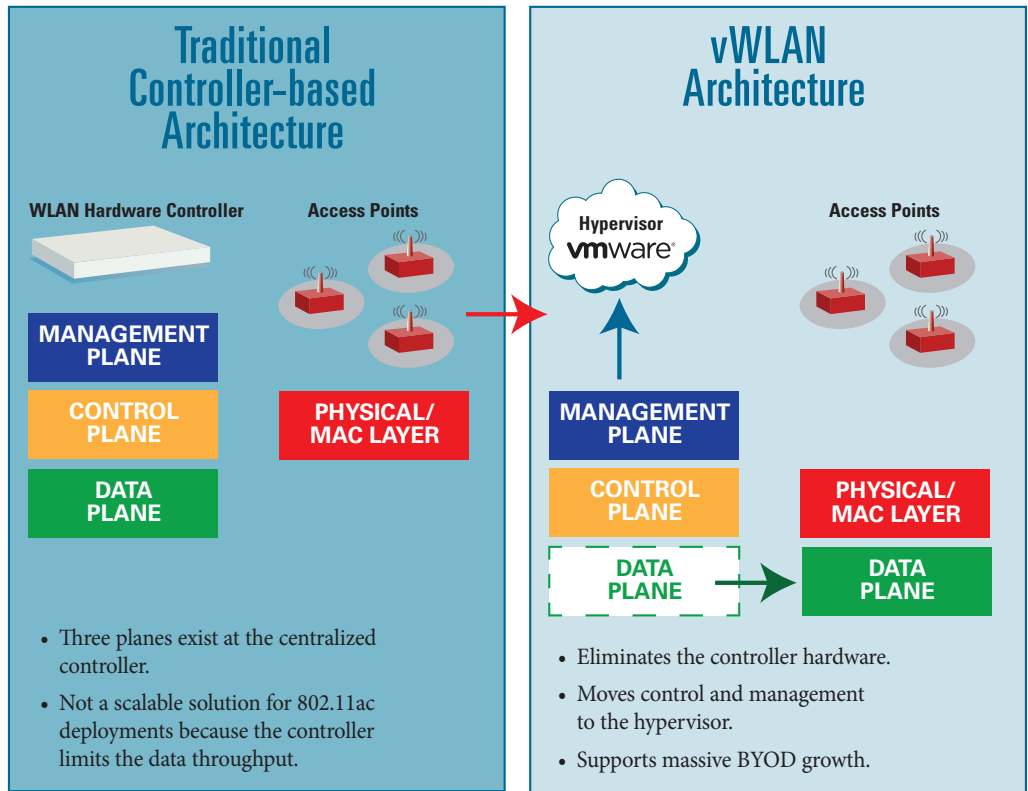 Traditional
Controller-based
Architecture
WLAN Hardware Controller
Access Points
MANAGEMENT
PLANE
CONTROL
PLANE
DATA
PLANE
PHYSICAL/
MAC LAYER
• Three planes exist at the centralized
controller.
• Not a scalable solution for 802.11ac
deployments because the controller
limits the data throughput.
vWLAN
Architecture
Hypervisor
vmware®
Access Points
MANAGEMENT
PLANE
CONTROL
PLANE
DATA
PLANE
PHYSICAL/
MAC LAYER
DATA
PLANE
• Eliminates the controller hardware.
• Moves control and management
to the hypervisor.
• Supports massive BYOD growth.